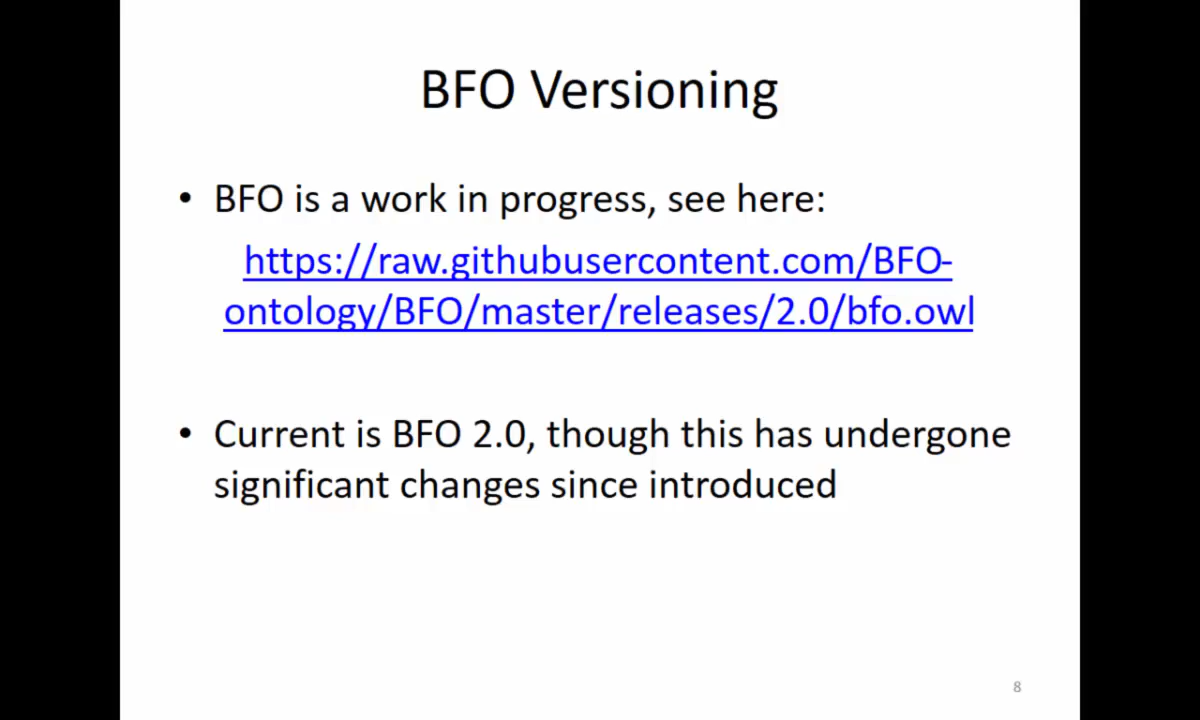 BFO Versioning
• BFO is a work in progress, see here:
https://raw.githubusercontent.com/BFO-
ontology/BFO/master/releases/2.0/bfo.owl
• Current is BFO 2.0, though this has undergone
significant changes since introduced
8